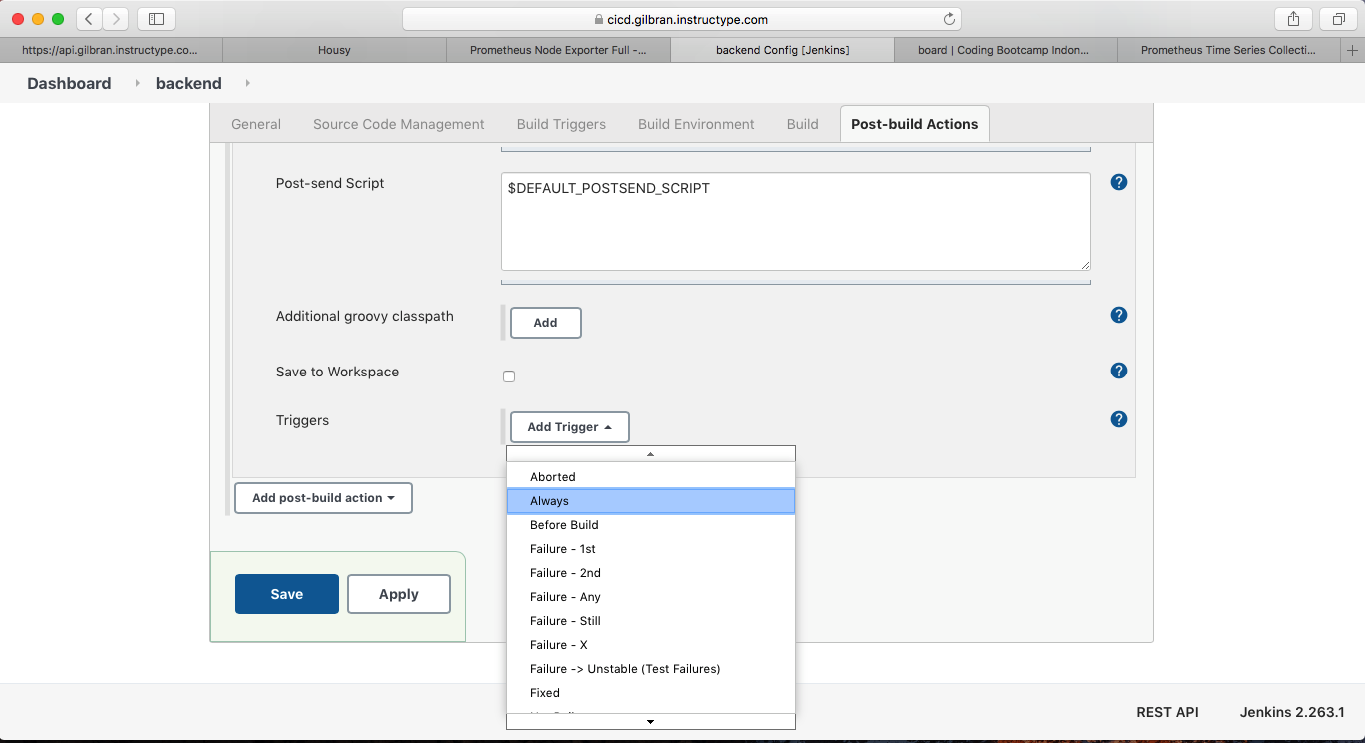 cicd.gilbran.instructype.com
https://api.gilbran.instructype.co...
Housy
Prometheus Node Exporter Full -...
backend Config [Jenkins]
board | Coding Bootcamp Indon...
Prometheus Time Series Collecti...
Dashboard
backend
General
Source Code Management
Build Triggers
Build Environment
Build
Post-build Actions
Post-send Script
$DEFAULT_POSTSEND_SCRIPT
?
Additional groovy classpath
Add
?
Save to Workspace
?
Triggers
Add Trigger
?
Aborted
Always
Before Build
Failure - 1st
Failure - 2nd
Failure - Any
Failure - Still
Failure - X
Failure -> Unstable (Test Failures)
Fixed
Add post-build action
Save
Apply
REST API
Jenkins 2.263.1